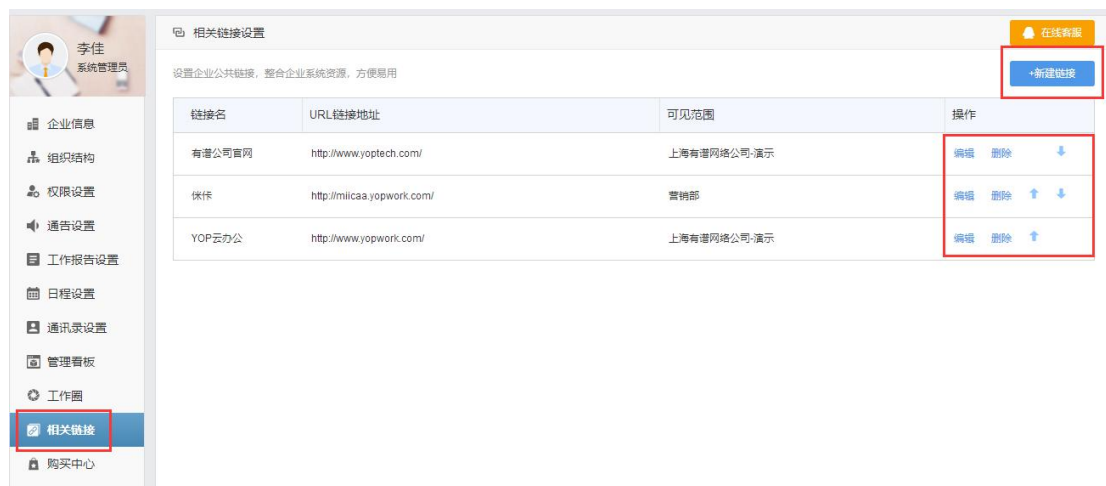 李佳
系统管理员
企业信息
组织结构
权限设置
通告设置
工作报告设置
日程设置
通讯录设置
管理看板
工作圈
相关链接
购买中心
相关链接设置
在线客服
设置企业公共链接，整合企业系统资源，方便易用
+新建链接
链接名 URL链接地址 可见范围 操作
有谱公司官网 http://www.yoptech.com/ 上海有谱网络公司-演示 编辑 删除
侎佧 http://miicaa.yopwork.com/ 营销部 编辑 删除
YOP云办公 http://www.yopwork.com/ 上海有谱网络公司-演示 编辑 删除